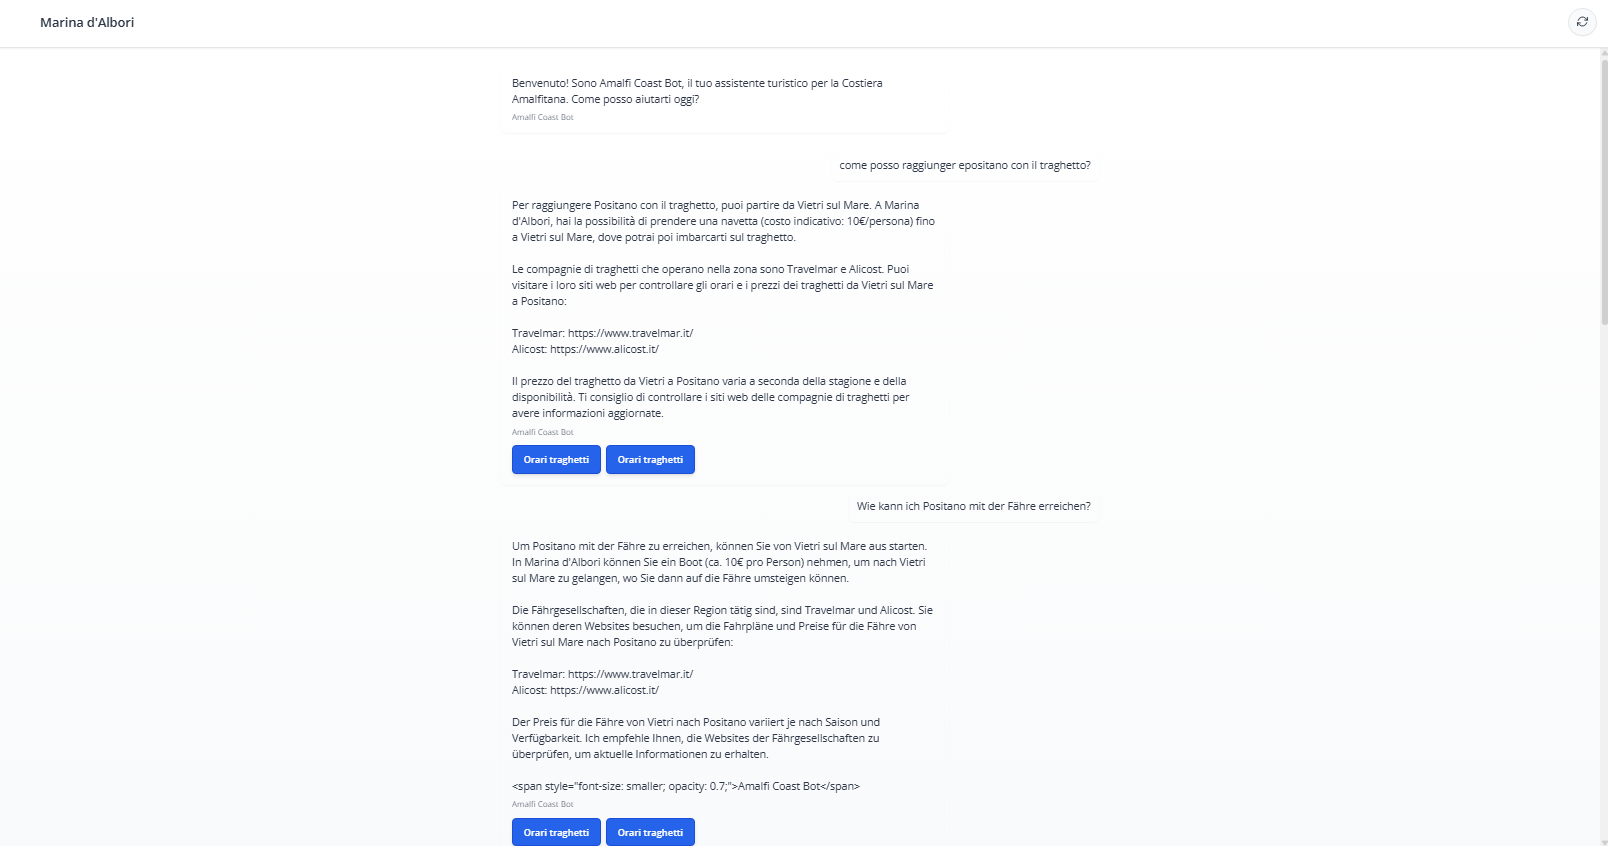 Marina d'Albori
Benvenuto! Sono Amalfi Coast Bot, il tuo assistente turistico per la Costiera
Amalfitana. Come posso aiutarti oggi?
Amalfi Coast Bot
come posso raggiunger epositano con il traghetto?
Per raggiungere Positano con il traghetto, puoi partire da Vietri sul Mare. A Marina
d'Albori, hai la possibilità di prendere una navetta (costo indicativo: 10€/persona) fino
a Vietri sul Mare, dove potrai poi imbarcarti sul traghetto.
Le compagnie di traghetti che operano nella zona sono Travelmar e Alicost. Puoi
visitare i loro siti web per controllare gli orari e i prezzi dei traghetti da Vietri sul Mare
a Positano:
Travelmar: https://www.travelmar.it/
Alicost: https://www.alicost.it/
Il prezzo del traghetto da Vietri a Positano varia a seconda della stagione e della
disponibilità. Ti consiglio di controllare i siti web delle compagnie di traghetti per
avere informazioni aggiornate.
Amalfi Coast Bot
Orari traghetti Orari traghetti
Wie kann ich Positano mit der Fähre erreichen?
Um Positano mit der Fähre zu erreichen, können Sie von Vietri sul Mare aus starten.
In Marina d'Albori können Sie ein Boot (ca. 10€ pro Person) nehmen, um nach Vietri
sul Mare zu gelangen, wo Sie dann auf die Fähre umsteigen können.
Die Fährgesellschaften, die in dieser Region tätig sind, sind Travelmar und Alicost. Sie
können deren Websites besuchen, um die Fahrpläne und Preise für die Fähre von
Vietri sul Mare nach Positano zu überprüfen:
Travelmar: https://www.travelmar.it/
Alicost: https://www.alicost.it/
Der Preis für die Fähre von Vietri nach Positano variiert je nach Saison und
Verfügbarkeit. Ich empfehle Ihnen, die Websites der Fährgesellschaften zu
überprüfen, um aktuelle Informationen zu erhalten.
<span style="font-size: smaller; opacity: 0.7;">Amalfi Coast Bot</span>
Amalfi Coast Bot
Orari traghetti Orari traghetti